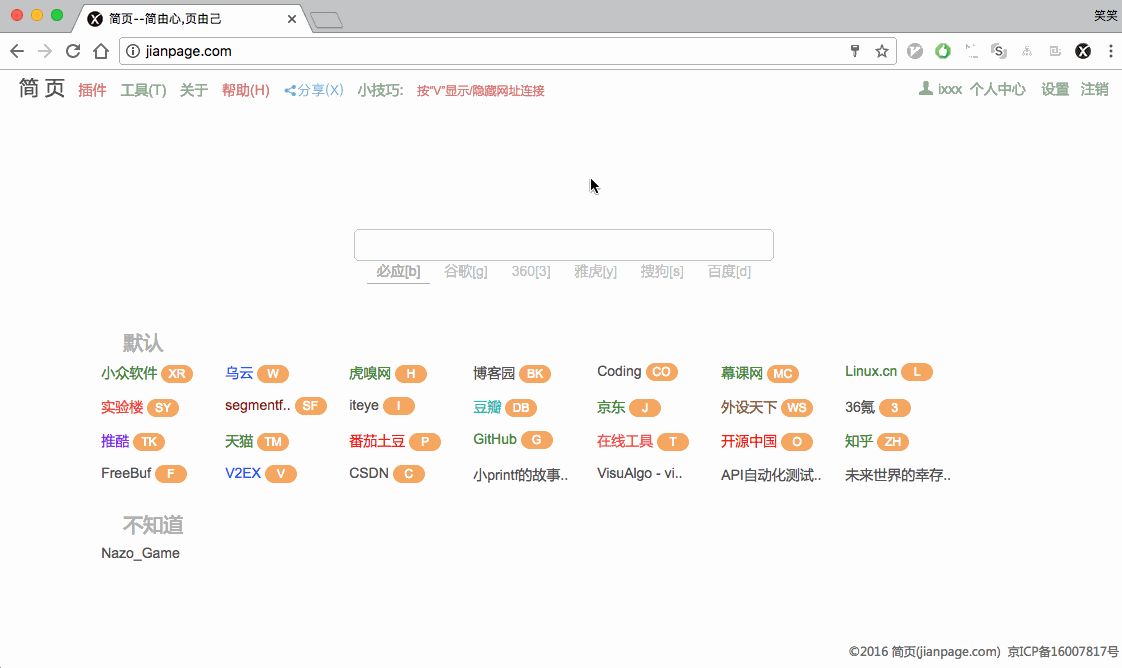 简页--简由心,页由己
笑笑
jianpage.com
简 页 插件 工具(T) 关于 帮助(H) 分享(X) 小技巧: 按"V"显示/隐藏网址连接 ixxx 个人中心 设置 注销
必应[b] 谷歌[g] 360[3] 雅虎[y] 搜狗[s] 百度[d]
默认
小众软件 XR 乌云 W 虎嗅网 H 博客园 BK Coding CO 慕课网 MC Linux.cn L
实验楼 SY segmentf.. SF iteye I 豆瓣 DB 京东 J 外设天下 WS 36氪 3
推酷 TK 天猫 TM 番茄土豆 P GitHub G 在线工具 T 开源中国 O 知乎 ZH
FreeBuf F V2EX V CSDN C 小printf的故事.. VisuAlgo - vi.. API自动化测试.. 未来世界的幸存..
不知道
Nazo_Game
©2016 简页(jianpage.com) 京ICP备16007817号